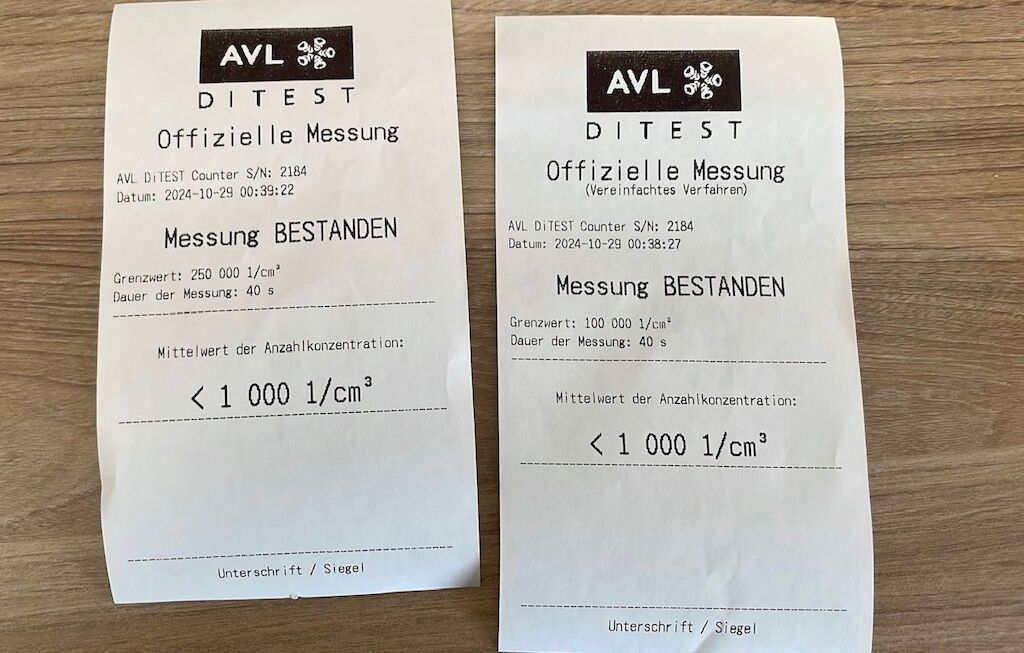 AVL
DITEST
Offizielle Messung
AVL DiTEST Counter S/N: 2184
Datum: 2024-10-29 00:39:22
Messung BESTANDEN
Grenzwert: 250 000 1/cm³
Dauer der Messung: 40 s
Mittelwert der Anzahlkonzentration:
< 1 000 1/cm³
Unterschrift / Siegel
AVL
DITEST
Offizielle Messung
(Vereinfachtes Verfahren)
AVL DiTEST Counter S/N: 2184
Datum: 2024-10-29 00:38:27
Messung BESTANDEN
Grenzwert: 100 000 1/cm³
Dauer der Messung: 40 s
Mittelwert der Anzahlkonzentration:
< 1 000 1/cm³
Unterschrift / Siegel